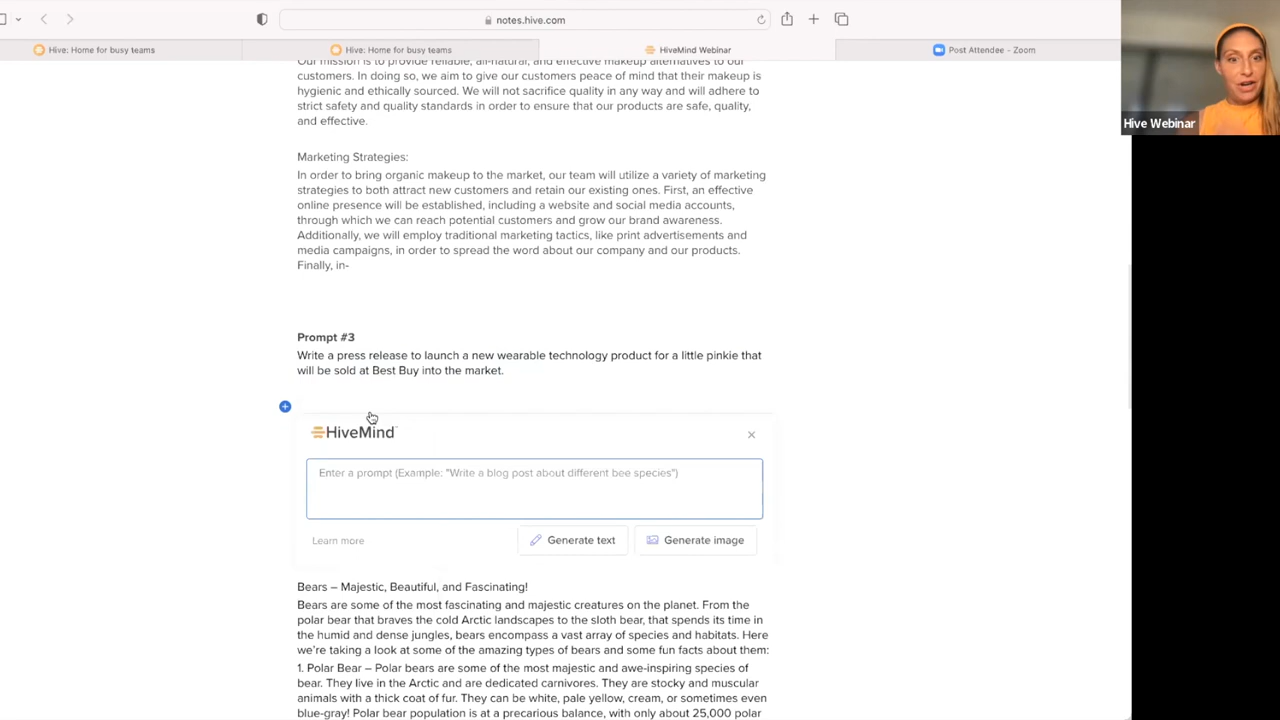 notes.hive.com
Hive: Home for busy teams
Hive: Home for busy teams
HiveMind Webinar
Post Attendee - Zoom
Hive Webinar
Our mission is to provide reliable, all-natural, and effective makeup alternatives to our
customers. In doing so, we aim to give our customers peace of mind that their makeup is
hygienic and ethically sourced. We will not sacrifice quality in any way and will adhere to
strict safety and quality standards in order to ensure that our products are safe, quality,
and effective.
Marketing Strategies:
In order to bring organic makeup to the market, our team will utilize a variety of marketing
strategies to both attract new customers and retain our existing ones. First, an effective
online presence will be established, including a website and social media accounts,
through which we can reach potential customers and grow our brand awareness.
Additionally, we will employ traditional marketing tactics, like print advertisements and
media campaigns, in order to spread the word about our company and our products.
Finally, in-
Prompt #3
Write a press release to launch a new wearable technology product for a little pinkie that
will be sold at Best Buy into the market.
HiveMind
Enter a prompt (Example: "Write a blog post about different bee species")
Learn more
Generate text
Generate image
Bears – Majestic, Beautiful, and Fascinating!
Bears are some of the most fascinating and majestic creatures on the planet. From the
polar bear that braves the cold Arctic landscapes to the sloth bear, that spends its time in
the humid and dense jungles, bears encompass a vast array of species and habitats. Here
we're taking a look at some of the amazing types of bears and some fun facts about them:
1. Polar Bear – Polar bears are some of the most majestic and awe-inspiring species of
bear. They live in the Arctic and are dedicated carnivores. They are stocky and muscular
animals with a thick coat of fur. They can be white, pale yellow, cream, or sometimes even
blue-gray! Polar bear population is at a precarious balance, with only about 25,000 polar